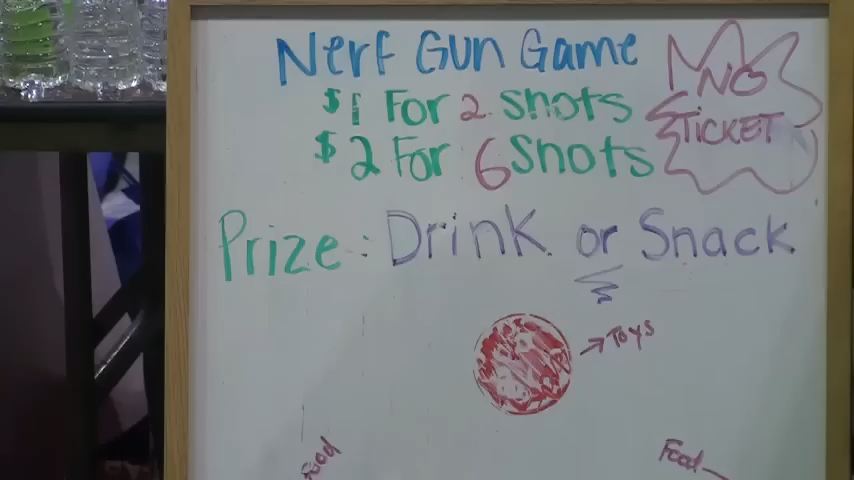 Nerf Gun Game
$1 For 2 shots
$2 For 6 Shots
NO
TICKET
Prize: Drink or Snack
Toys
Food
Food